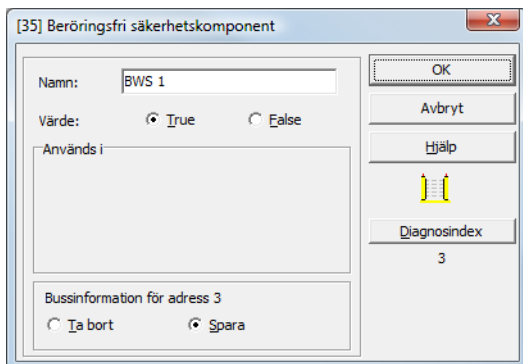 [35] Beröringsfri säkerhetskomponent
Namn: BWS 1
Värde: True False
Används i
Bussinformation för adress 3
Ta bort Spara
OK
Avbryt
Hjälp
Diagnosindex
3